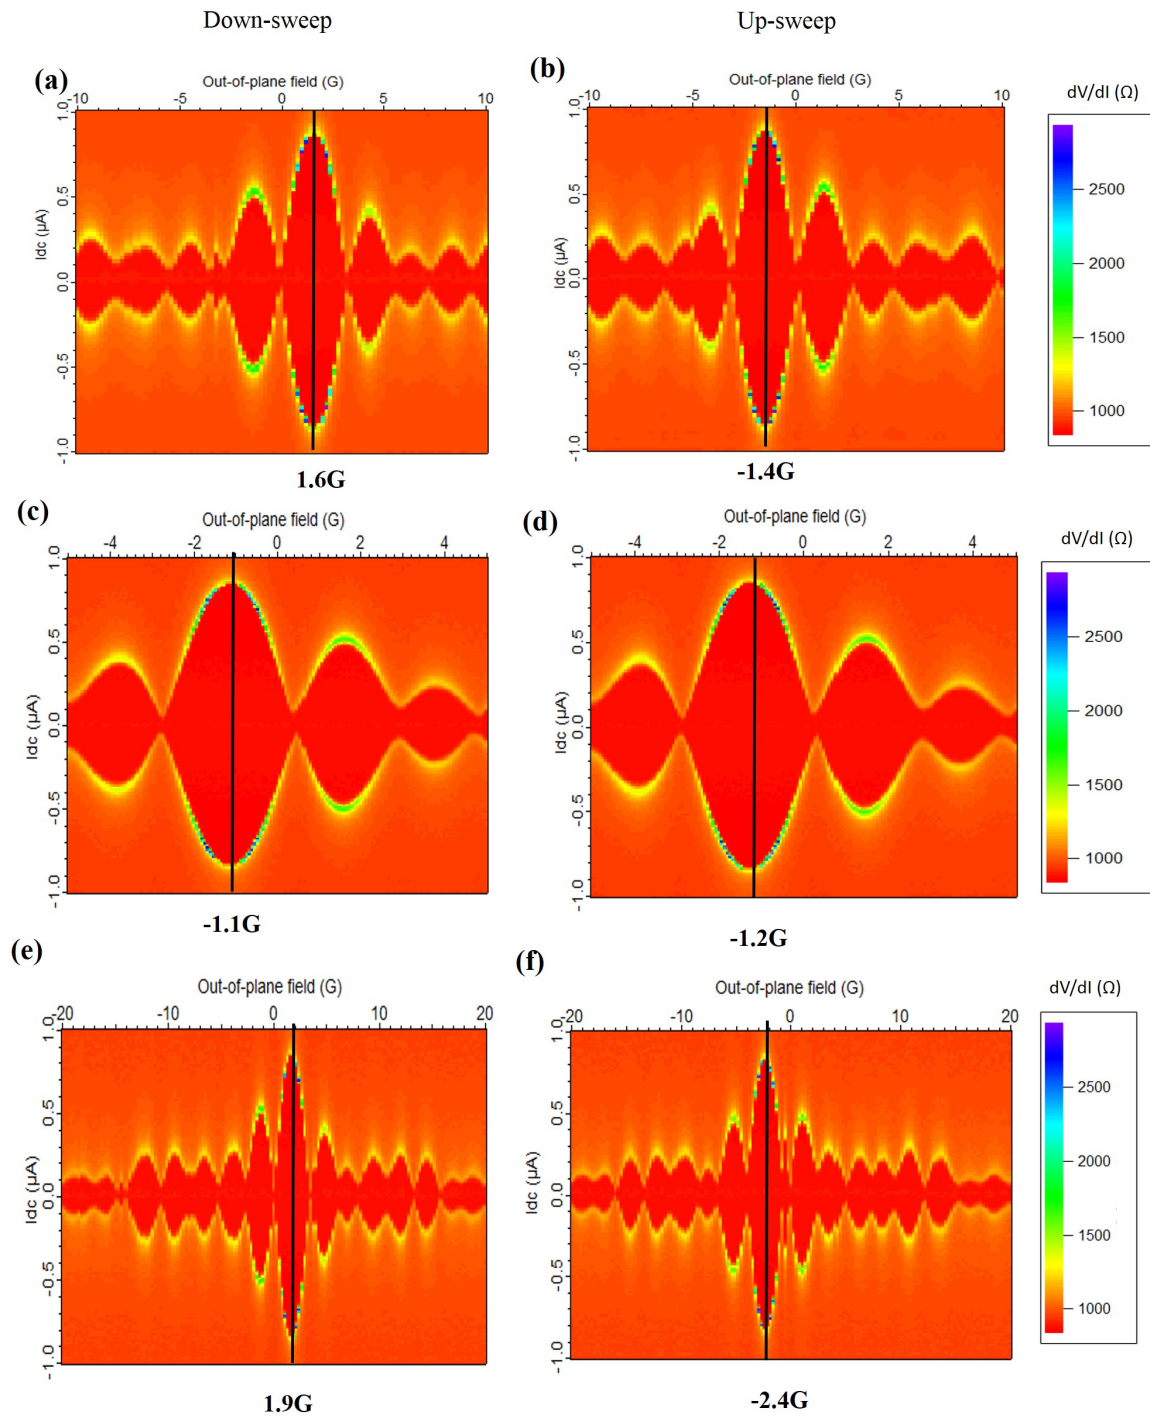 Down-sweep
Up-sweep
(a)
Out-of-plane field (G)
-10 -5 0 5 10
1.0
0.5
0.0
-0.5
-1.0
Idc (µA)
1.6G
(b)
Out-of-plane field (G)
-10 -5 0 5 10
1.0
0.5
0.0
-0.5
-1.0
Idc (µA)
-1.4G
dV/dI (Ω)
2500
2000
1500
1000
(c)
Out-of-plane field (G)
-4 -2 0 2 4
1.0
0.5
0.0
-0.5
-1.0
Idc (µA)
-1.1G
(d)
Out-of-plane field (G)
-4 -2 0 2 4
1.0
0.5
0.0
-0.5
-1.0
Idc (µA)
-1.2G
dV/dI (Ω)
2500
2000
1500
1000
(e)
Out-of-plane field (G)
-20 -10 0 10 20
1.0
0.5
0.0
-0.5
-1.0
Idc (µA)
1.9G
(f)
Out-of-plane field (G)
-20 -10 0 10 20
1.0
0.5
0.0
-0.5
-1.0
Idc (µA)
-2.4G
dV/dI (Ω)
2500
2000
1500
1000